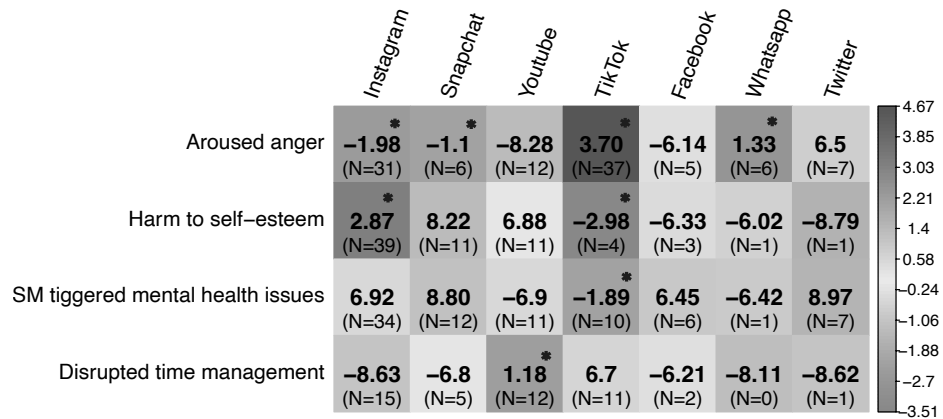 Instagram Snapchat Youtube TikTok Facebook Whatsapp Twitter
* * * *
Aroused anger −1.98 −1.1 −8.28 3.70 −6.14 1.33 6.5
(N=31) (N=6) (N=12) (N=37) (N=5) (N=6) (N=7)
* *
Harm to self−esteem 2.87 8.22 6.88 −2.98 −6.33 −6.02 −8.79
(N=39) (N=11) (N=11) (N=4) (N=3) (N=1) (N=1)
*
SM tiggered mental health issues 6.92 8.80 −6.9 −1.89 6.45 −6.42 8.97
(N=34) (N=12) (N=11) (N=10) (N=6) (N=1) (N=7)
*
Disrupted time management −8.63 −6.8 1.18 6.7 −6.21 −8.11 −8.62
(N=15) (N=5) (N=12) (N=11) (N=2) (N=0) (N=1)
4.67
3.85
3.03
2.21
1.4
0.58
−0.24
−1.06
−1.88
−2.7
−3.51